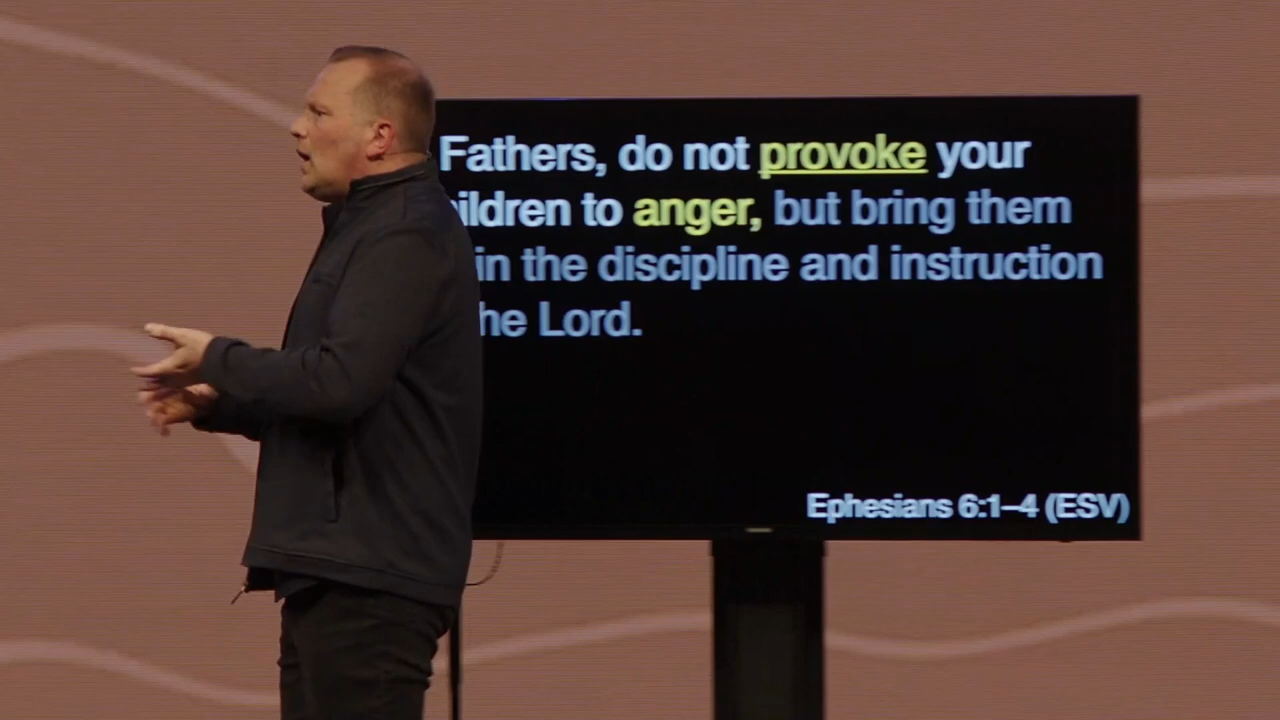 Fathers, do not provoke your
ildren to anger, but bring them
in the discipline and instruction
he Lord.
Ephesians 6:1–4 (ESV)